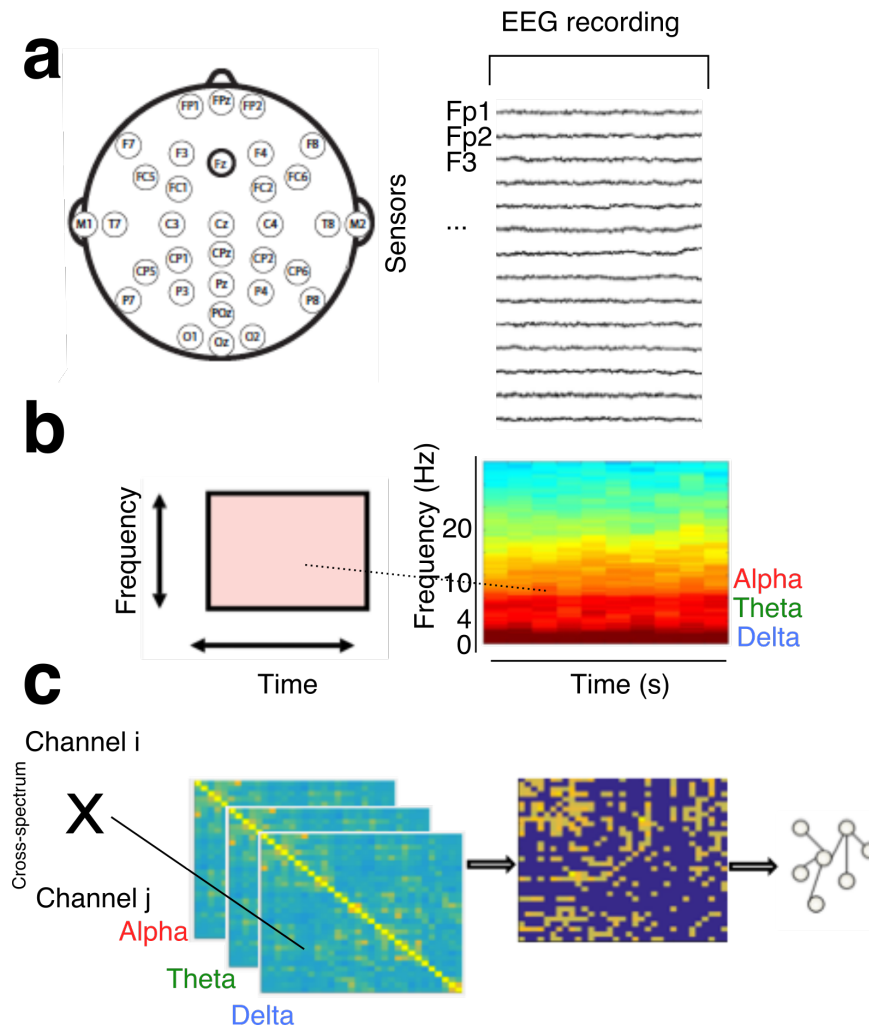 a
EEG recording
FP1 FPz FP2
F7 F3 Fz F4 F8
FC5 FC1 FC2 FC6
M1 T7 C3 Cz C4 T8 M2
CP5 CP1 CPz CP2 CP6
P7 P3 Pz P4 P8
POz
O1 Oz O2
Sensors
Fp1
Fp2
F3
...
b
Frequency
Time
Frequency (Hz)
20
10
4
0
Alpha
Theta
Delta
Time (s)
c
Channel i
Cross-spectrum
X
Channel j
Alpha
Theta
Delta